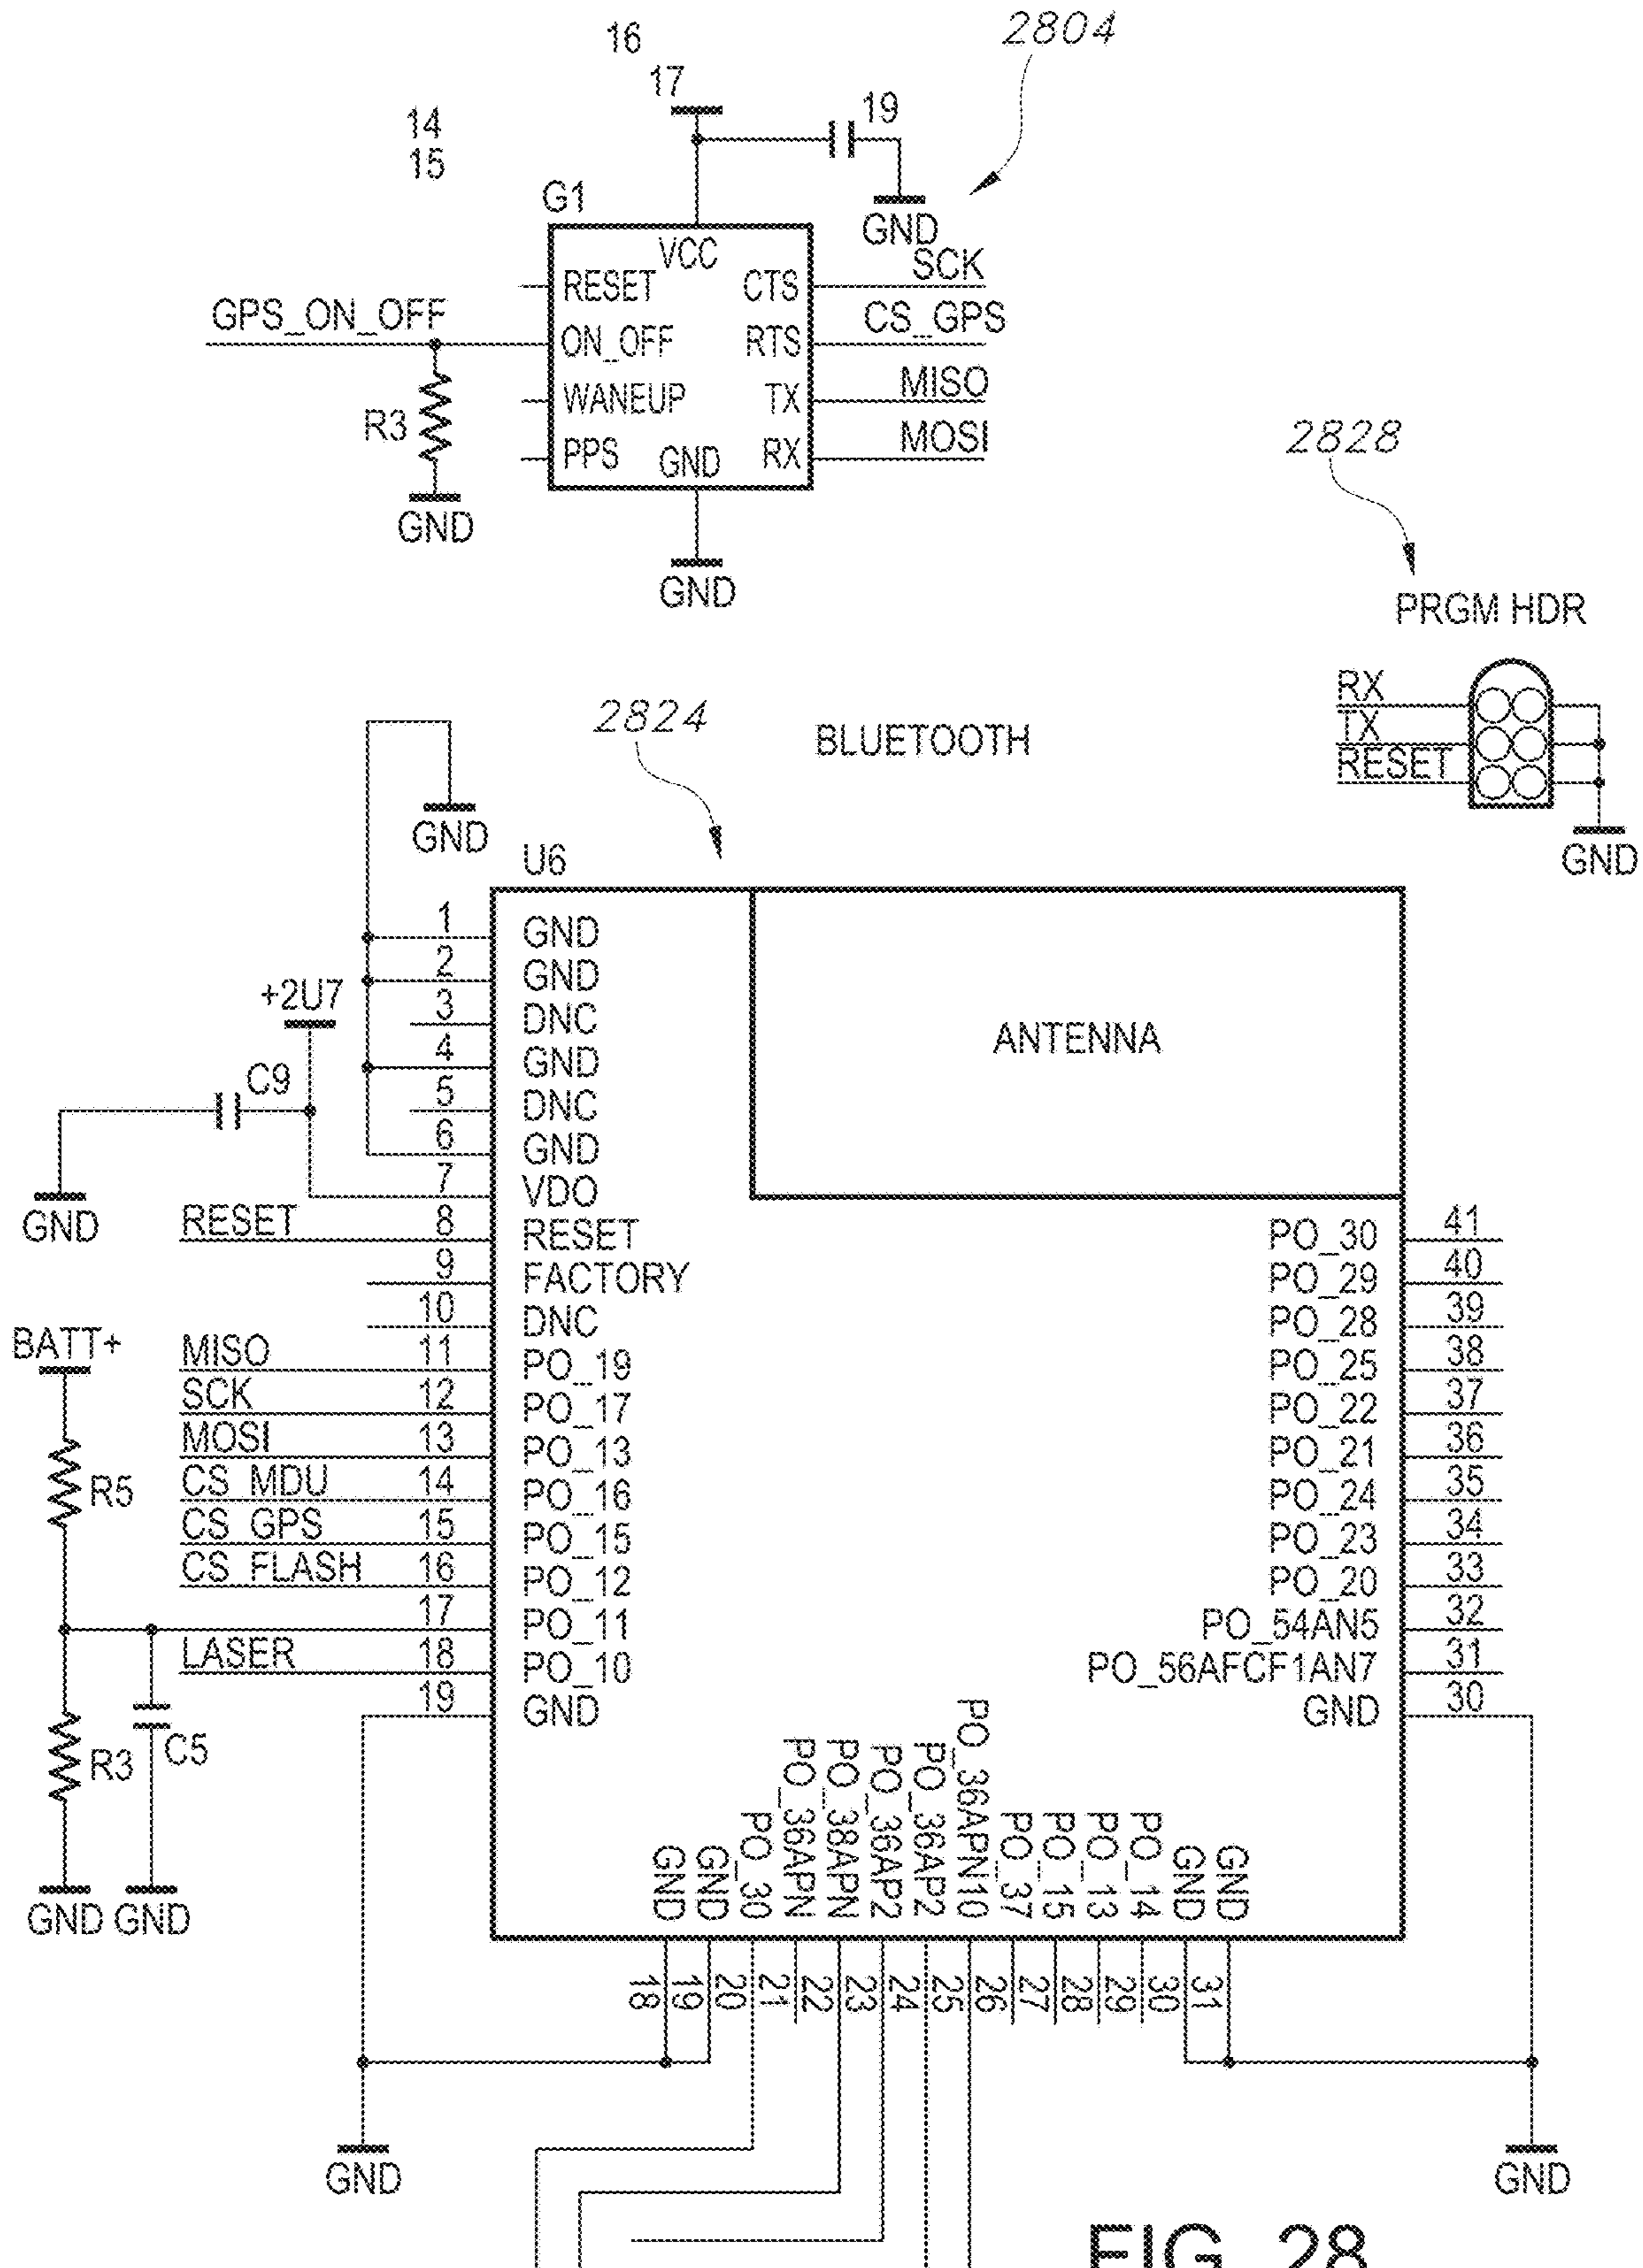 2804
16
17
19
14
15
G1
GND
VCC
RESET
CTS
SCK
GPS_ON_OFF
ON_OFF
RTS
CS_GPS
WANEUP
TX
MISO
R3
PPS
GND
RX
MOSI
GND
GND
2828
PRGM HDR
RX
TX
RESET
GND
2824
BLUETOOTH
GND
U6
ANTENNA
1 GND
2 GND
+2U7
3 DNC
4 GND
C9
5 DNC
6 GND
7 VDO
GND
RESET 8 RESET
PO_30 41
9 FACTORY
PO_29 40
10 DNC
PO_28 39
BATT+
MISO 11 PO_19
PO_25 38
SCK 12 PO_17
PO_22 37
MOSI 13 PO_13
PO_21 36
R5
CS_MDU 14 PO_16
PO_24 35
CS_GPS 15 PO_15
PO_23 34
CS_FLASH 16 PO_12
PO_20 33
17 PO_11
PO_54AN5 32
LASER 18 PO_10
PO_56AFCF1AN7 31
19 GND
GND 30
R3
C5
GND
GND
GND
GND
PO_30
PO_36APN
PO_38APN
PO_36AP2
PO_36AP2
PO_36APN10
PO_37
PO_15
PO_13
PO_14
GND
GND
18
19
20
21
22
23
24
25
26
27
28
29
30
31
GND
GND
FIG. 28